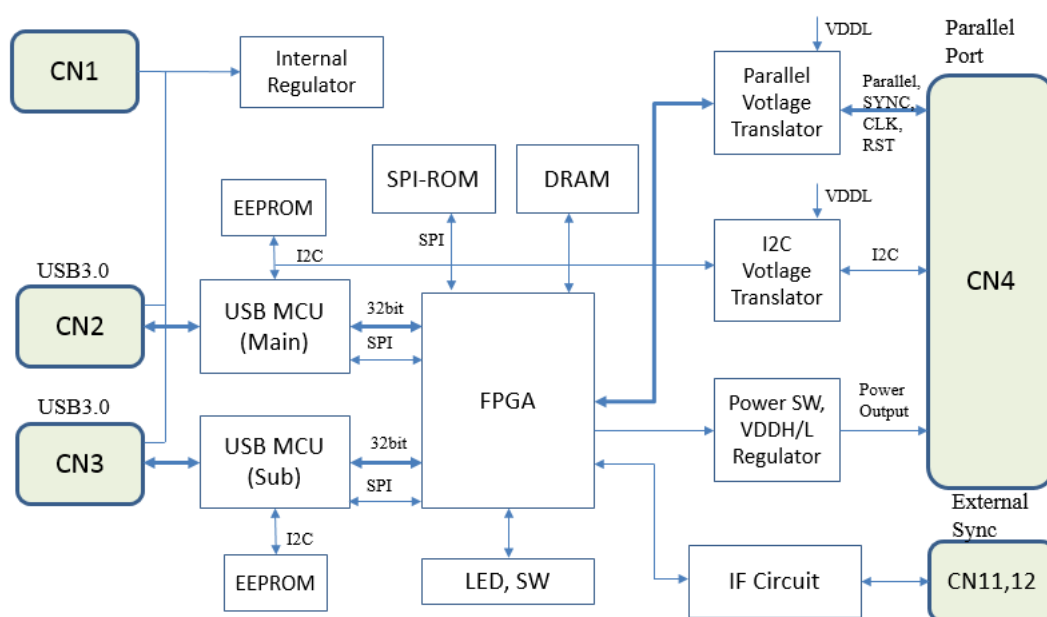 CN1
Internal
Regulator
VDDL
Parallel
Port
Parallel
Votlage
Translator
Parallel,
SYNC,
CLK,
RST
SPI-ROM
DRAM
EEPROM
SPI
I2C
VDDL
I2C
Votlage
Translator
I2C
CN4
USB3.0
CN2
USB MCU
(Main)
32bit
SPI
FPGA
Power SW,
VDDH/L
Regulator
Power
Output
USB3.0
CN3
USB MCU
(Sub)
32bit
SPI
I2C
EEPROM
LED, SW
IF Circuit
External
Sync
CN11,12